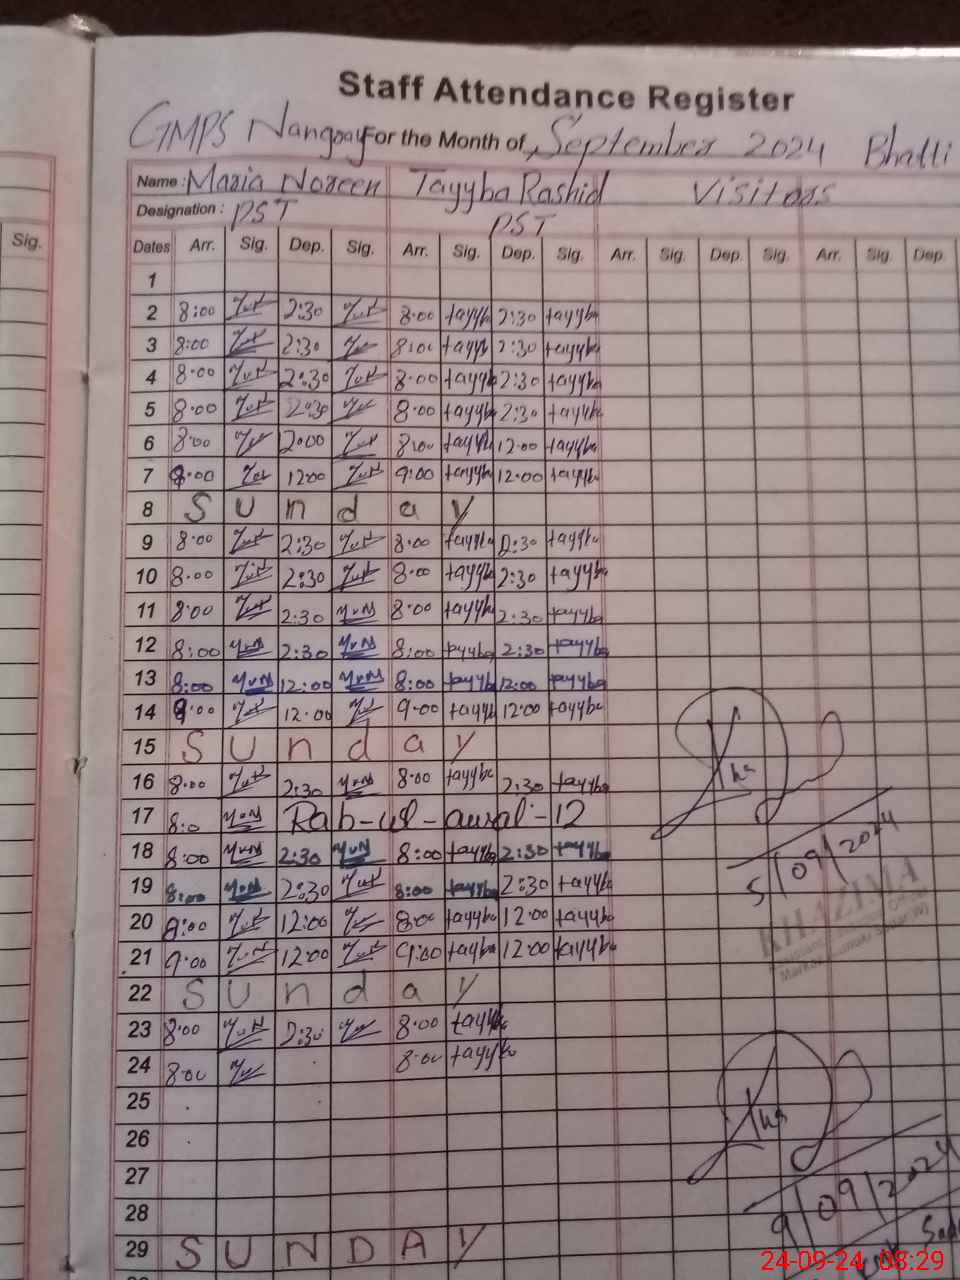 Staff Attendance Register
GMPS Nangray For the Month of September 2024 Bhatti
Name : Maria Noreen Tayyba Rashid Visitors
Designation : PST PST
Sig. Dates Arr. Sig. Dep. Sig. Arr. Sig. Dep. Sig. Arr. Sig. Dep. Sig. Arr. Sig. Dep.
1
2 8:00 2:30 8:00 tayyba 2:30 tayyba
3 8:00 2:30 8:00 tayyba 2:30 tayyba
4 8:00 2:30 8:00 tayyba 2:30 tayyba
5 8:00 2:30 8:00 tayyba 2:30 tayyba
6 8:00 2:00 8:00 tayyba 12:00 tayyba
7 9:00 12:00 9:00 tayyba 12:00 tayyba
8 Sunday
9 8:00 2:30 8:00 tayyba 2:30 tayyba
10 8:00 2:30 8:00 tayyba 2:30 tayyba
11 8:00 2:30 8:00 tayyba 2:30 tayyba
12 8:00 2:30 8:00 tayyba 2:30 tayyba
13 8:00 12:00 8:00 tayyba 12:00 tayyba
14 9:00 12:00 9:00 tayyba 12:00 tayyba
15 Sunday
16 8:00 2:30 8:00 tayyba 2:30 tayyba
17 8:0 Rab-ul-awal-12
18 8:00 2:30 8:00 tayyba 2:30 tayyba
19 8:00 2:30 8:00 tayyba 2:30 tayyba
5/09/2024
20 8:00 12:00 8:00 tayyba 12:00 tayyba
KHAZIMA
21 9:00 12:00 9:00 tayyba 12:00 tayyba
22 Sunday
23 8:00 2:30 8:00 tayyba
24 8:00 8:00 tayyba
25
26
27
28
9/09/2024
29 SUNDAY
24-09-24 08:29